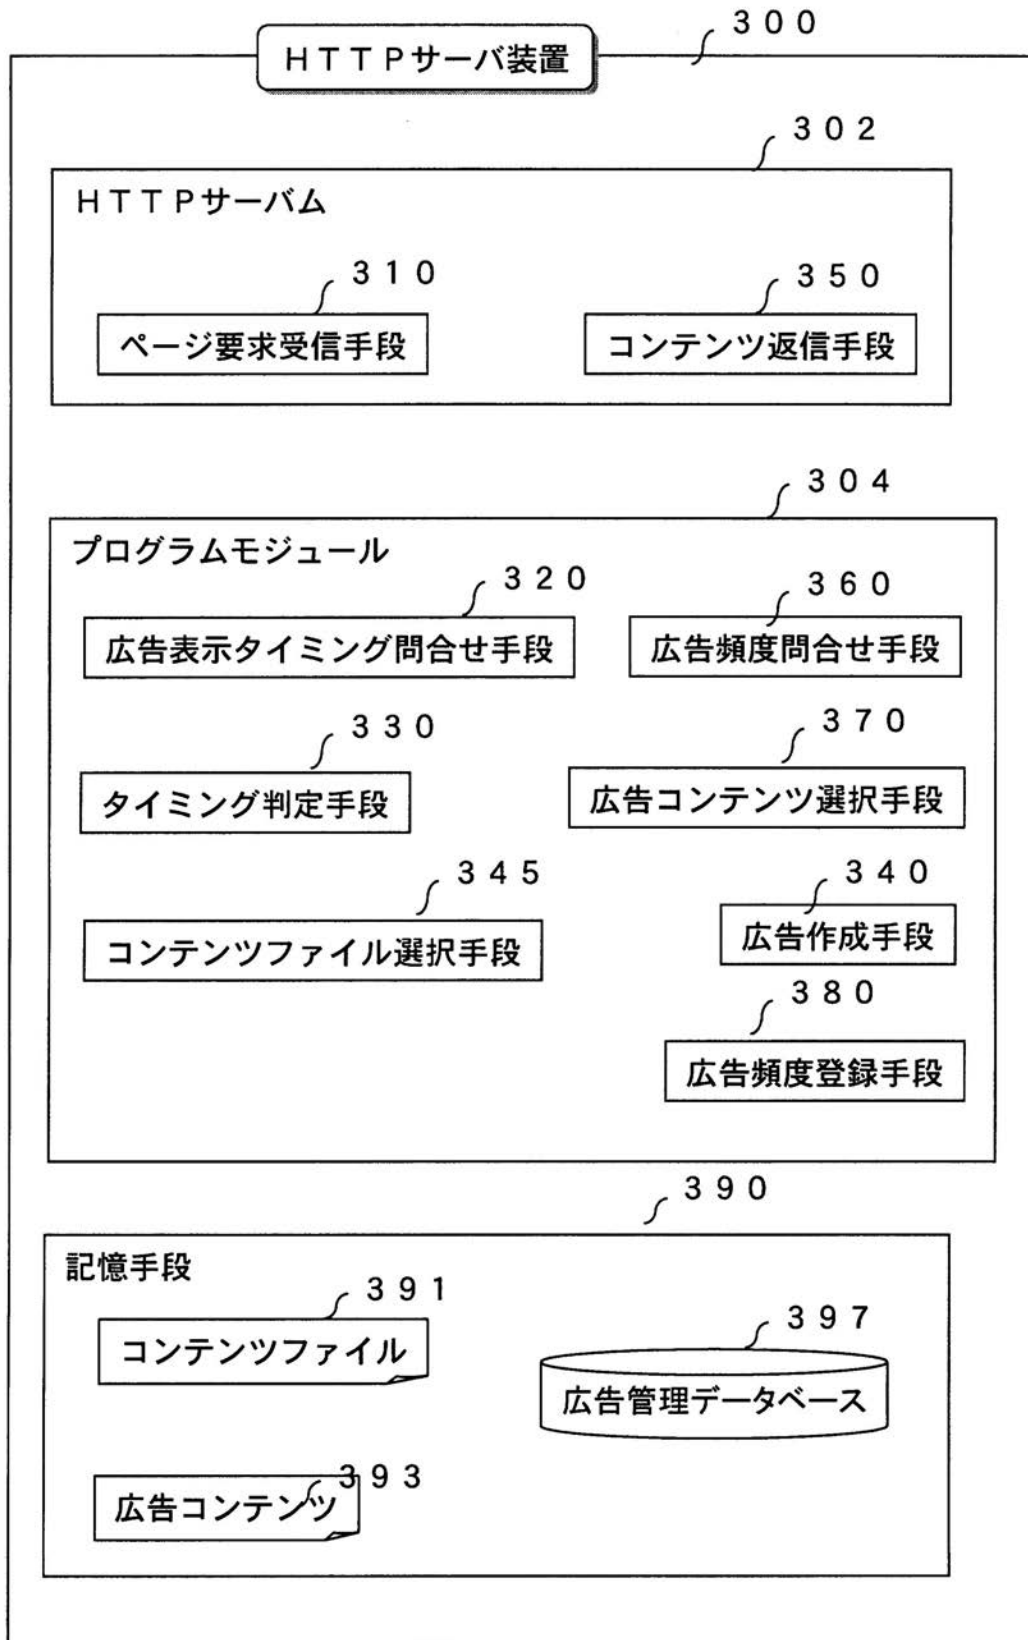 ３００
ＨＴＴＰサーバ装置
３０２
ＨＴＴＰサーバム
３１０
３５０
ページ要求受信手段
コンテンツ返信手段
３０４
プログラムモジュール
３２０
３６０
広告表示タイミング問合せ手段
広告頻度問合せ手段
３３０
３７０
タイミング判定手段
広告コンテンツ選択手段
３４５
３４０
コンテンツファイル選択手段
広告作成手段
３８０
広告頻度登録手段
３９０
記憶手段
３９１
３９７
コンテンツファイル
広告管理データベース
３９３
広告コンテンツ